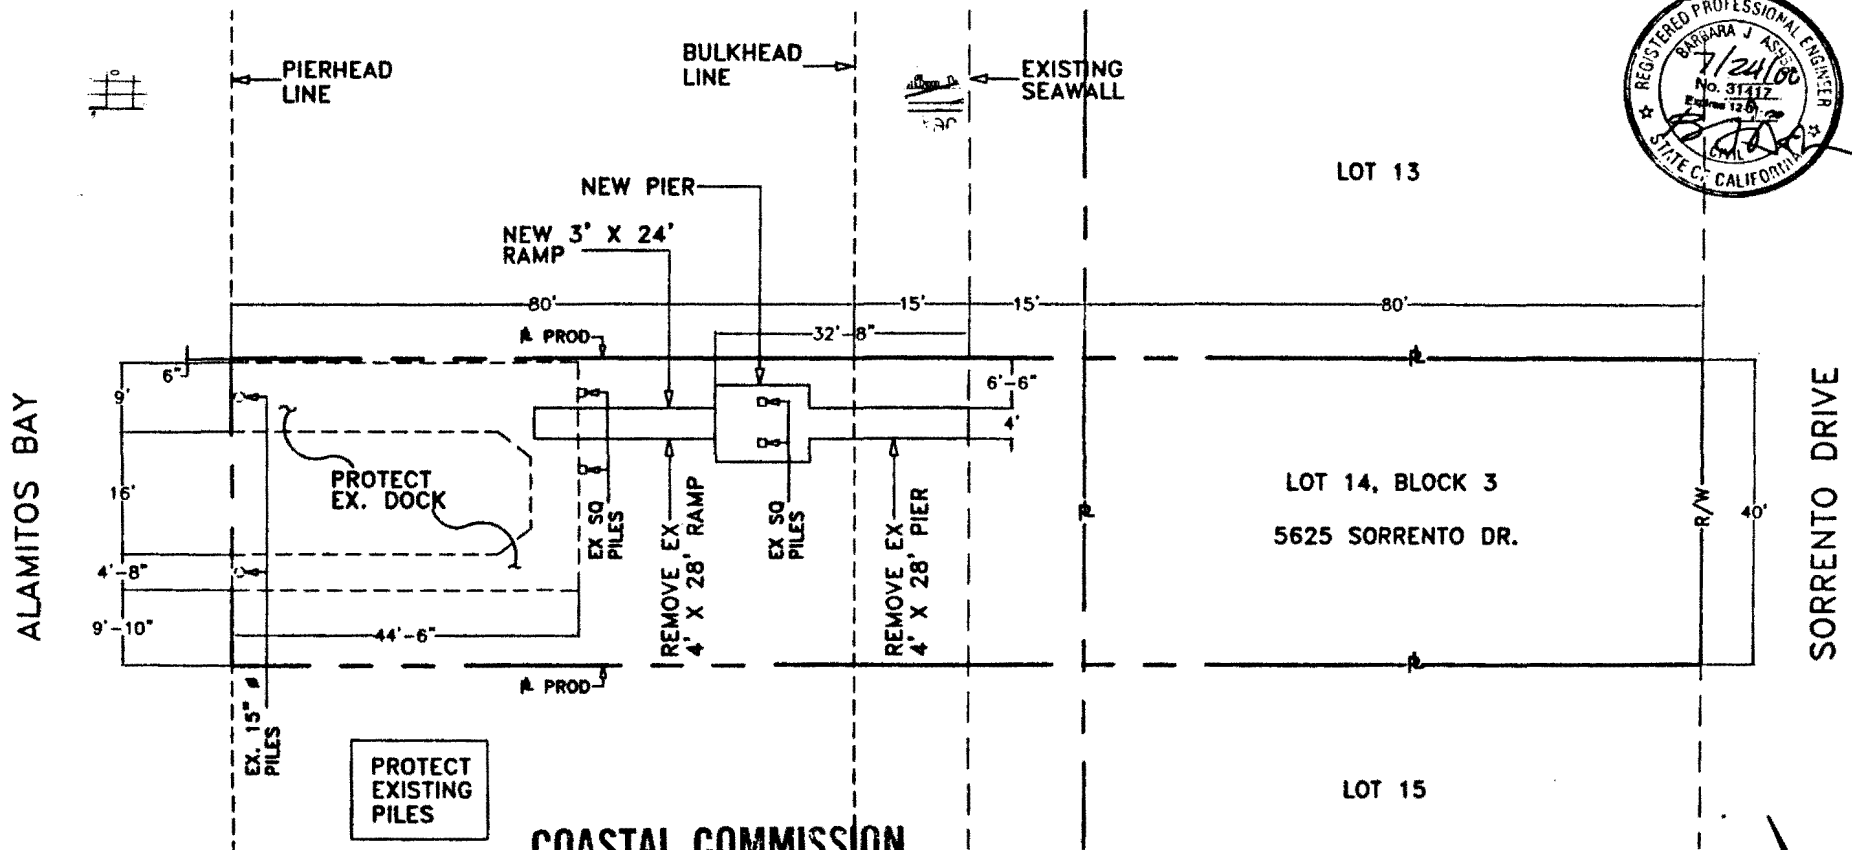 PIERHEAD
LINE
BULKHEAD
LINE
EXISTING
SEAWALL
REGISTERED PROFESSIONAL ENGINEER
BARBARA J
7/24/00
No. 31417
CIVIL
STATE OF CALIFORNIA
LOT 13
NEW PIER
NEW 3' X 24'
RAMP
80'
15'
15'
80'
PROD
32'-8"
6"
9'
6'-6"
4'
ALAMITOS BAY
16'
PROTECT
EX. DOCK
4'-8"
9'-10"
44'-6"
EX SQ
PILES
REMOVE EX
4' X 28' RAMP
EX SQ
PILES
REMOVE EX
4' X 28' PIER
LOT 14, BLOCK 3
5625 SORRENTO DR.
R/W
40'
SORRENTO DRIVE
PROD
EX. 15" ø
PILES
PROTECT
EXISTING
PILES
LOT 15
COASTAL COMMISSION